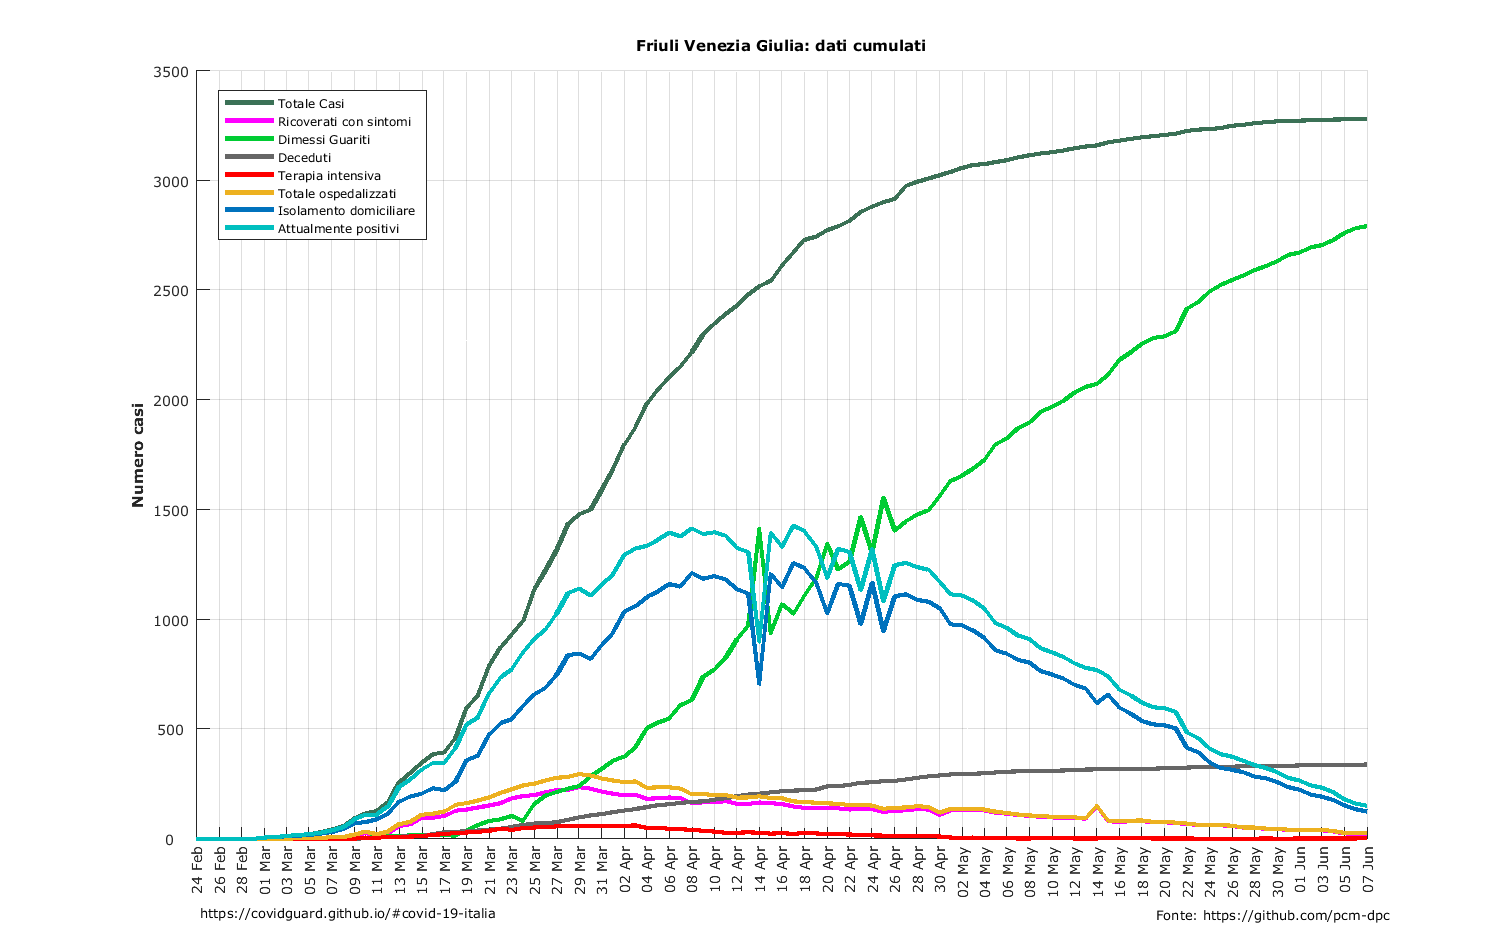 Friuli Venezia Giulia: dati cumulati
Numero casi
3500
3000
2500
2000
1500
1000
500
0
Totale Casi
Ricoverati con sintomi
Dimessi Guariti
Deceduti
Terapia intensiva
Totale ospedalizzati
Isolamento domiciliare
Attualmente positivi
24 Feb
26 Feb
28 Feb
01 Mar
03 Mar
05 Mar
07 Mar
09 Mar
11 Mar
13 Mar
15 Mar
17 Mar
19 Mar
21 Mar
23 Mar
25 Mar
27 Mar
29 Mar
31 Mar
02 Apr
04 Apr
06 Apr
08 Apr
10 Apr
12 Apr
14 Apr
16 Apr
18 Apr
20 Apr
22 Apr
24 Apr
26 Apr
28 Apr
30 Apr
02 May
04 May
06 May
08 May
10 May
12 May
14 May
16 May
18 May
20 May
22 May
24 May
26 May
28 May
30 May
01 Jun
03 Jun
05 Jun
07 Jun
https://covidguard.github.io/#covid-19-italia
Fonte: https://github.com/pcm-dpc